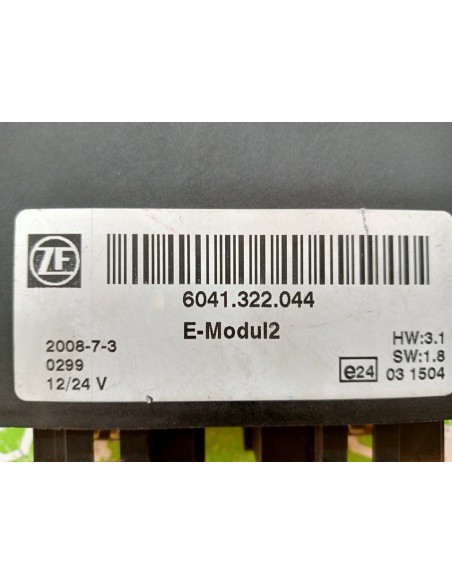 ZF
6041.322.044
E-Modul2
2008-7-3
0299
12/24 V
HW:3.1
SW:1.8
e24 03 1504